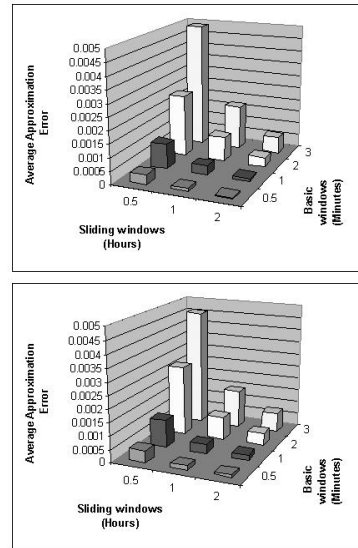 0.005
0.0045
0.004
0.0035
0.003
0.0025
0.002
0.0015
0.001
0.0005
0
Average Approximation
Error
0.5
1
2
Sliding windows
(Hours)
0.5
1
2
3
Basic
windows
(Minutes)
0.005
0.0045
0.004
0.0035
0.003
0.0025
0.002
0.0015
0.001
0.0005
0
Average Approximation
Error
0.5
1
2
Sliding windows
(Hours)
0.5
1
2
3
Basic
windows
(Minutes)